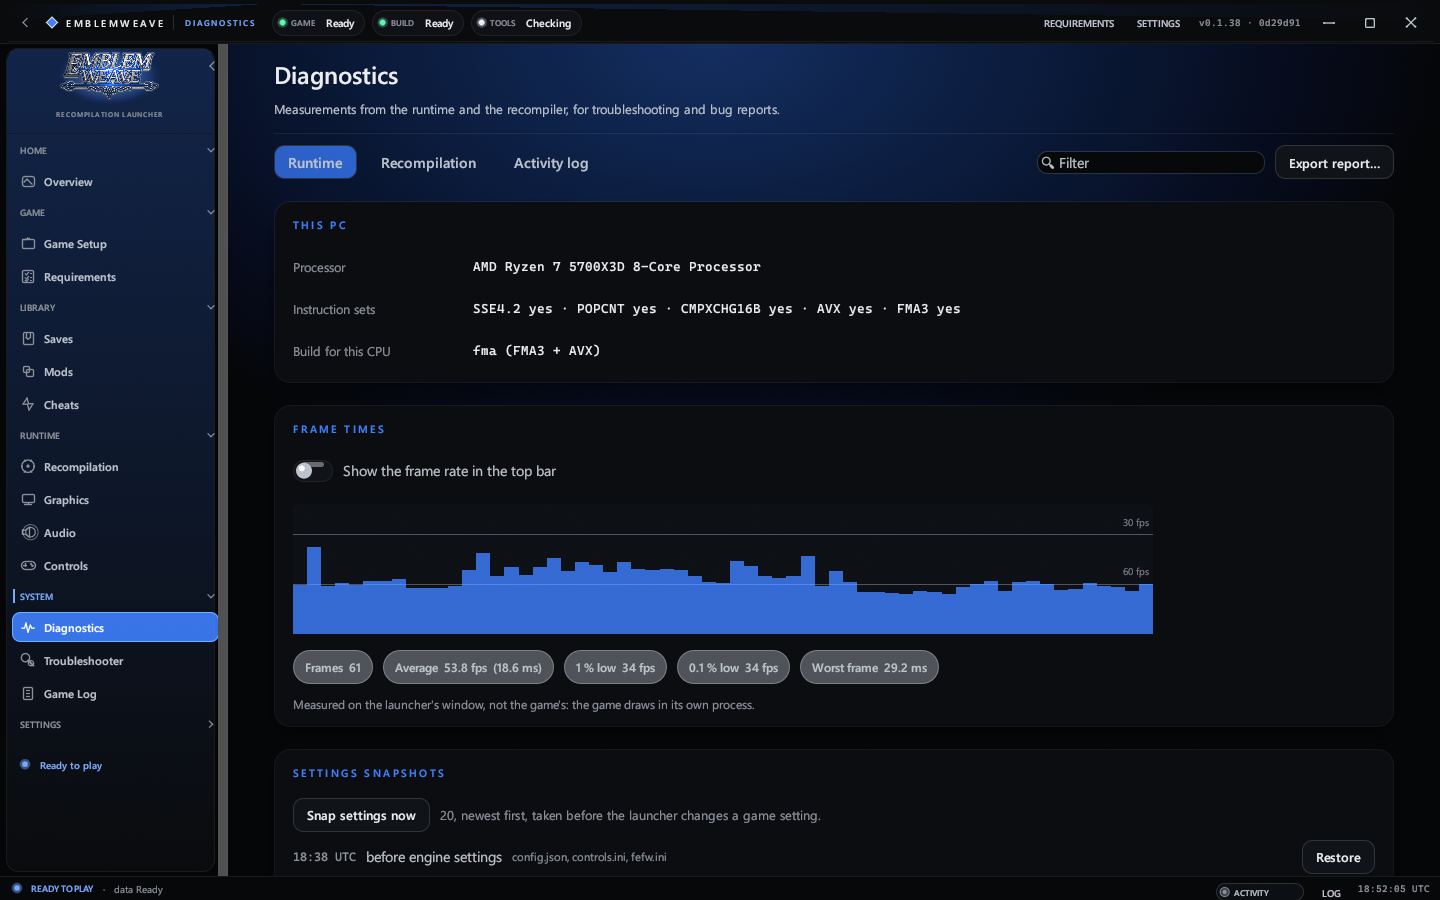 EMBLEMWEAVE DIAGNOSTICS GAME Ready BUILD Ready TOOLS Checking REQUIREMENTS SETTINGS v0.1.38 · 0d29d91
EMBLEM
WEAVE
RECOMPILATION LAUNCHER
HOME
Overview
GAME
Game Setup
Requirements
LIBRARY
Saves
Mods
Cheats
RUNTIME
Recompilation
Graphics
Audio
Controls
SYSTEM
Diagnostics
Troubleshooter
Game Log
SETTINGS
Ready to play
Diagnostics
Measurements from the runtime and the recompiler, for troubleshooting and bug reports.
Runtime Recompilation Activity log Filter Export report...
THIS PC
Processor AMD Ryzen 7 5700X3D 8-Core Processor
Instruction sets SSE4.2 yes · POPCNT yes · CMPXCHG16B yes · AVX yes · FMA3 yes
Build for this CPU fma (FMA3 + AVX)
FRAME TIMES
Show the frame rate in the top bar
30 fps
60 fps
Frames 61 Average 53.8 fps (18.6 ms) 1 % low 34 fps 0.1 % low 34 fps Worst frame 29.2 ms
Measured on the launcher's window, not the game's: the game draws in its own process.
SETTINGS SNAPSHOTS
Snap settings now 20, newest first, taken before the launcher changes a game setting.
18:38 UTC before engine settings config.json, controls.ini, fefw.ini Restore
READY TO PLAY · data Ready ACTIVITY LOG 18:52:05 UTC